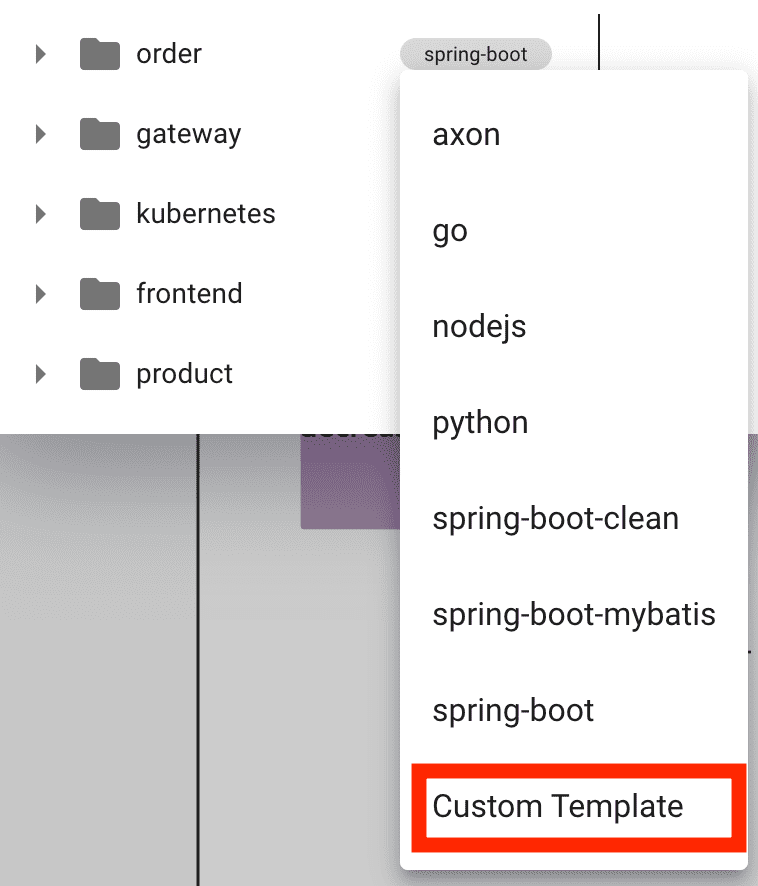 order
spring-boot
gateway
kubernetes
frontend
product
axon
go
nodejs
python
spring-boot-clean
spring-boot-mybatis
spring-boot
Custom Template